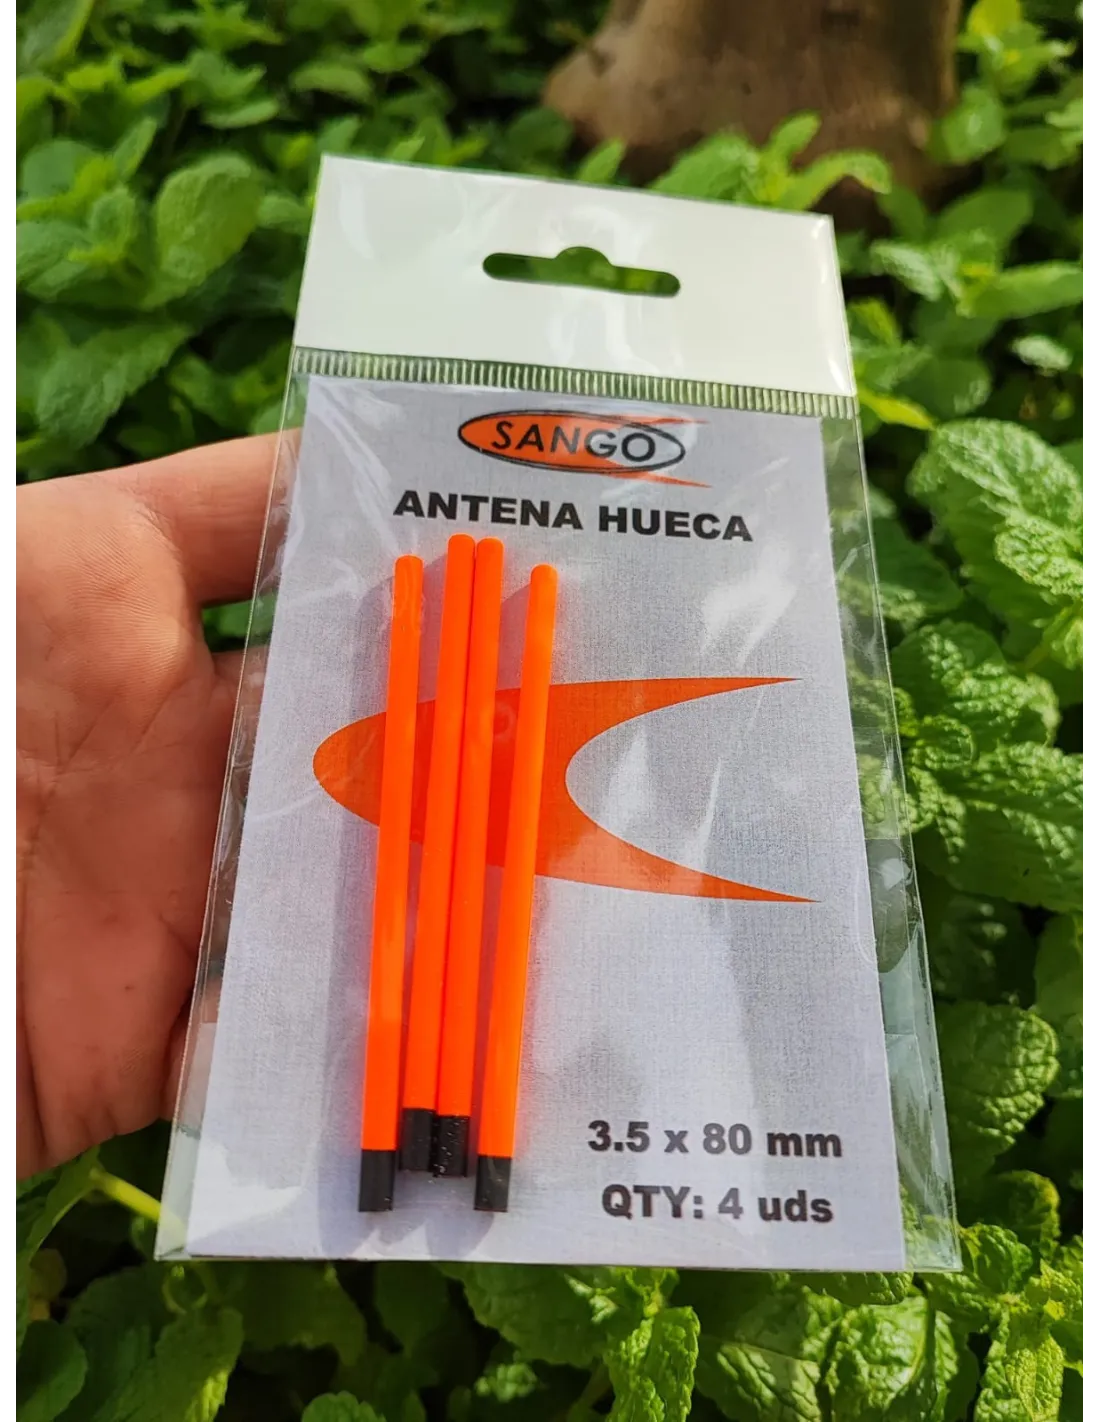 SANGO
ANTENA HUECA
3.5 x 80 mm
QTY: 4 uds